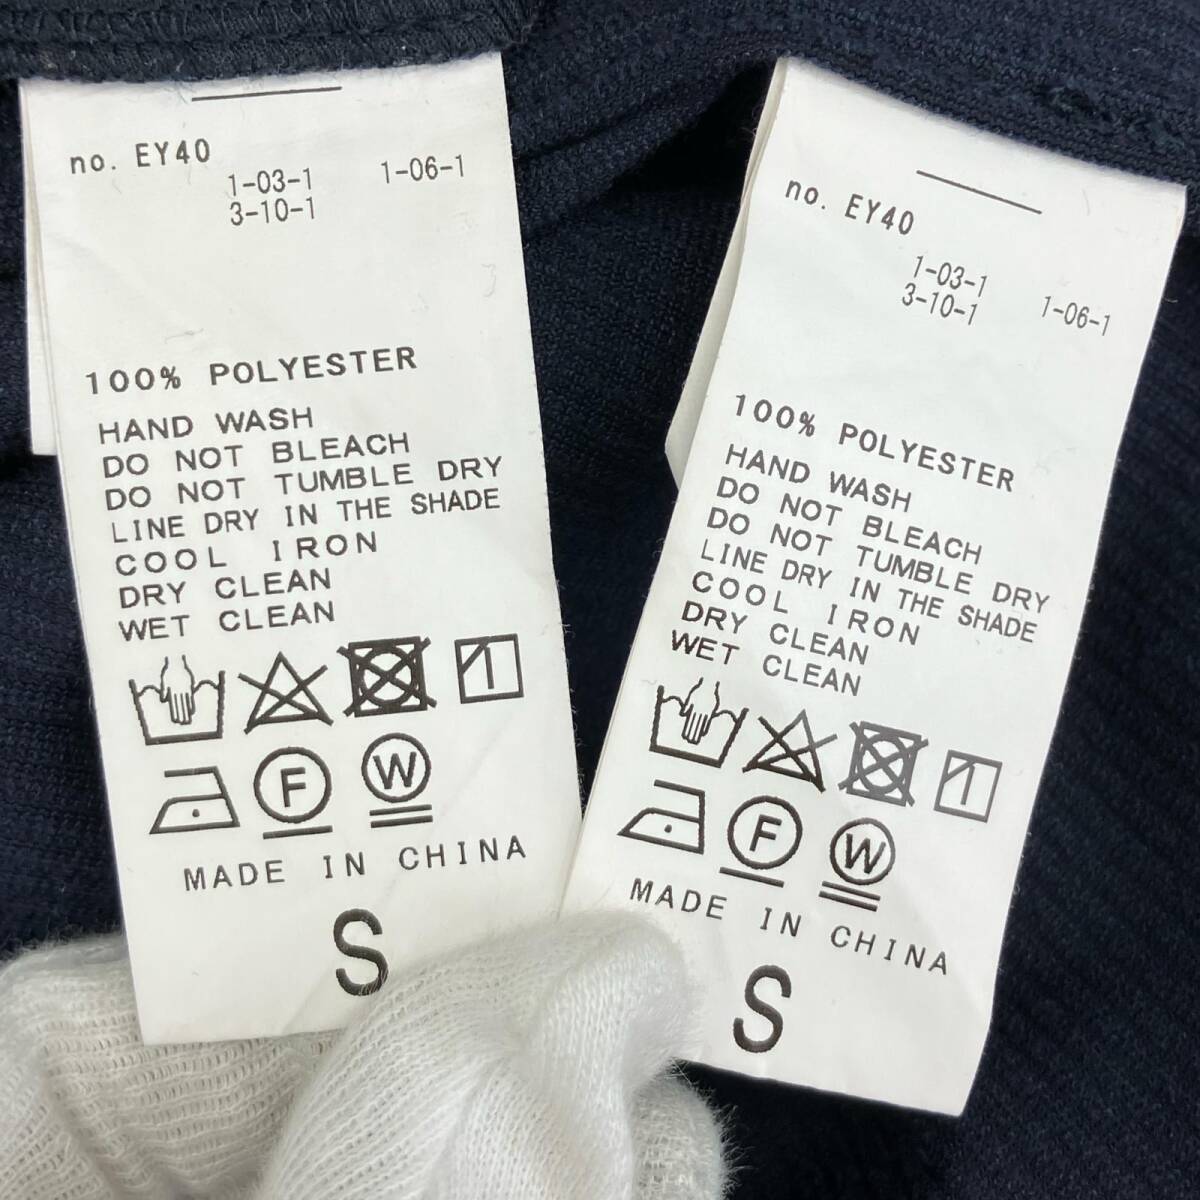 no. EY40
1-03-1 1-06-1
3-10-1
100% POLYESTER
HAND WASH
DO NOT BLEACH
DO NOT TUMBLE DRY
LINE DRY IN THE SHADE
COOL IRON
DRY CLEAN
WET CLEAN
F W
MADE IN CHINA
S
no. EY40
1-03-1
3-10-1 1-06-1
100% POLYESTER
HAND WASH
DO NOT BLEACH
DO NOT TUMBLE DRY
LINE DRY IN THE SHADE
COOL IRON
DRY CLEAN
WET CLEAN
F W
MADE IN CHINA
S